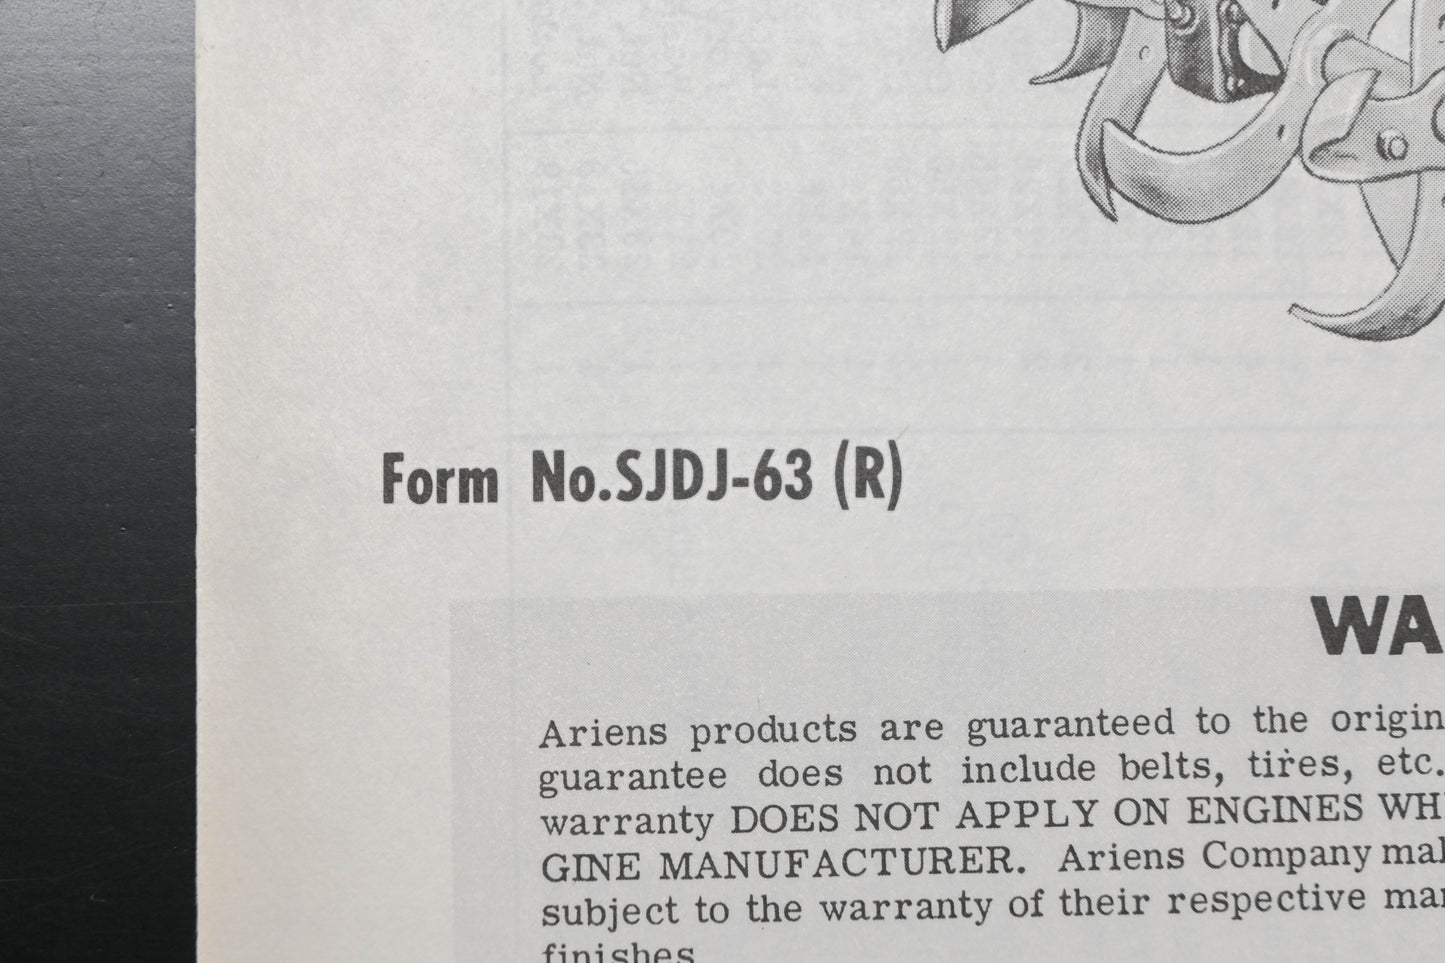 Form No.SJDJ-63 (R)
WA
Ariens products are guaranteed to the origin
guarantee does not include belts, tires, etc.
warranty DOES NOT APPLY ON ENGINES WH
GINE MANUFACTURER. Ariens Company mal
subject to the warranty of their respective ma
finishes